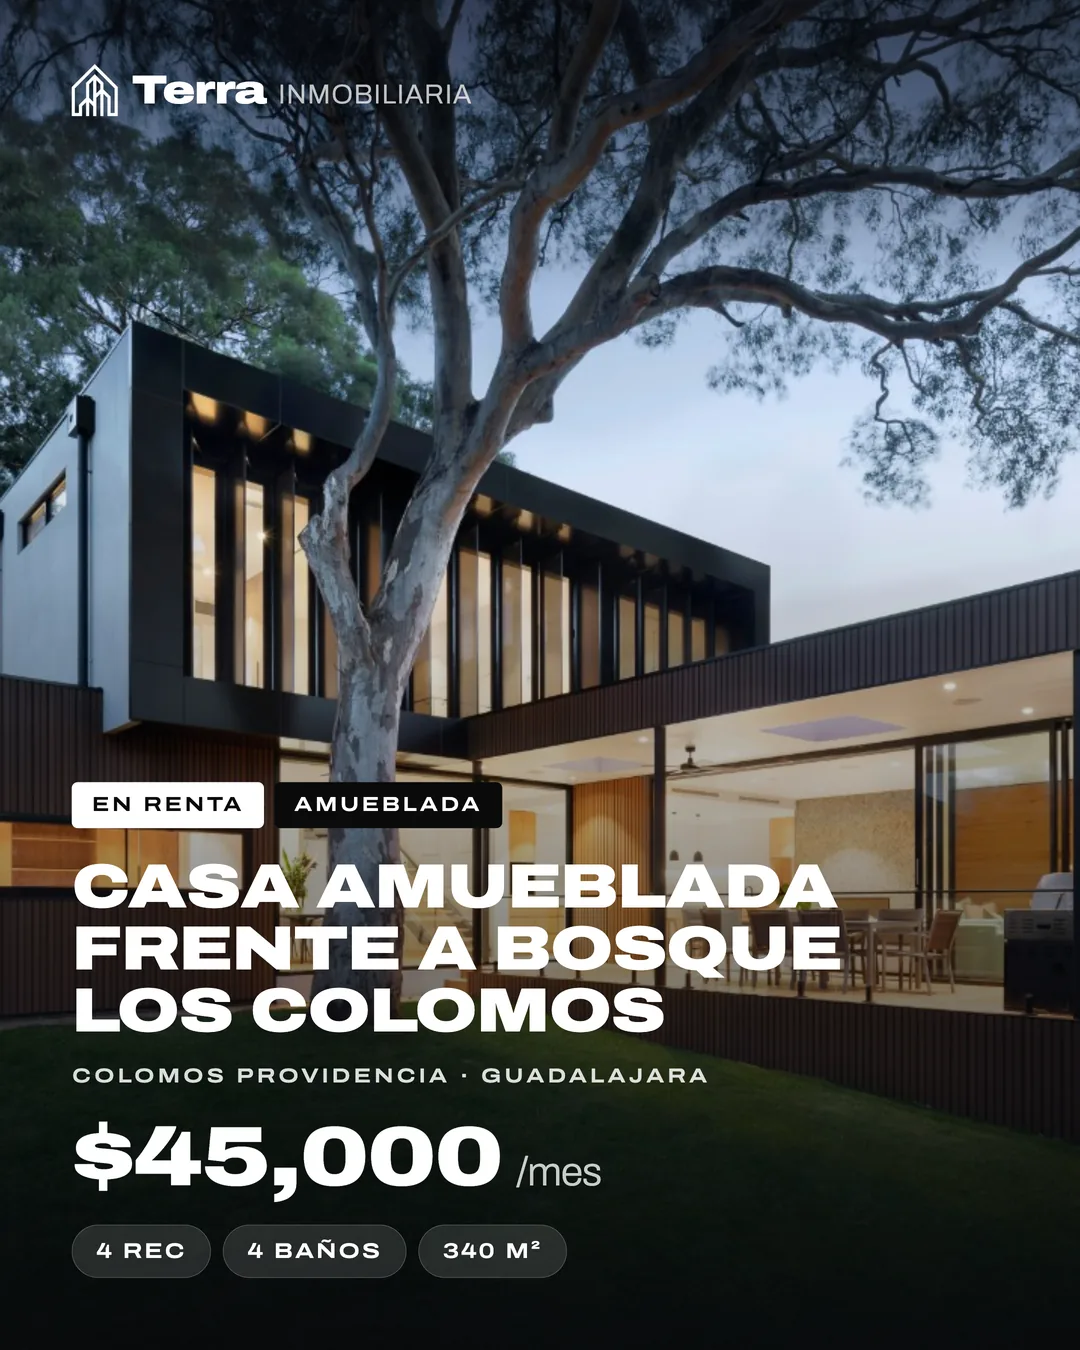 Terra INMOBILIARIA
EN RENTA
AMUEBLADA
CASA AMUEBLADA
FRENTE A BOSQUE
LOS COLOMOS
COLOMOS PROVIDENCIA · GUADALAJARA
$45,000 /mes
4 REC
4 BAÑOS
340 M²